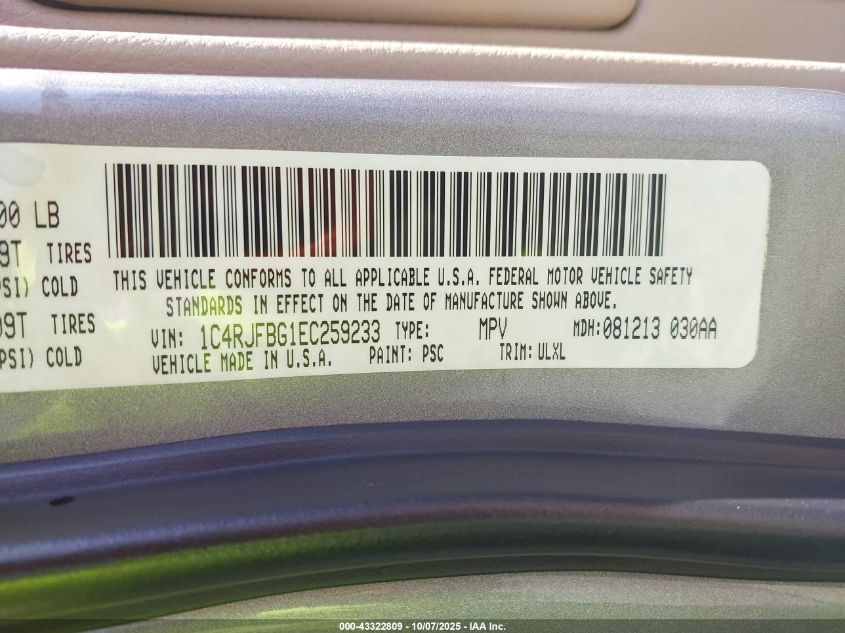 00 LB
9T TIRES
PSI) COLD
09T TIRES
PSI) COLD
THIS VEHICLE CONFORMS TO ALL APPLICABLE U.S.A. FEDERAL MOTOR VEHICLE SAFETY
STANDARDS IN EFFECT ON THE DATE OF MANUFACTURE SHOWN ABOVE.
VIN: 1C4RJFBG1EC259233 TYPE: MPV MDH:081213 030AA
VEHICLE MADE IN U.S.A. PAINT: PSC TRIM: ULXL
000-43322809 - 10/07/2025 - IAA Inc.